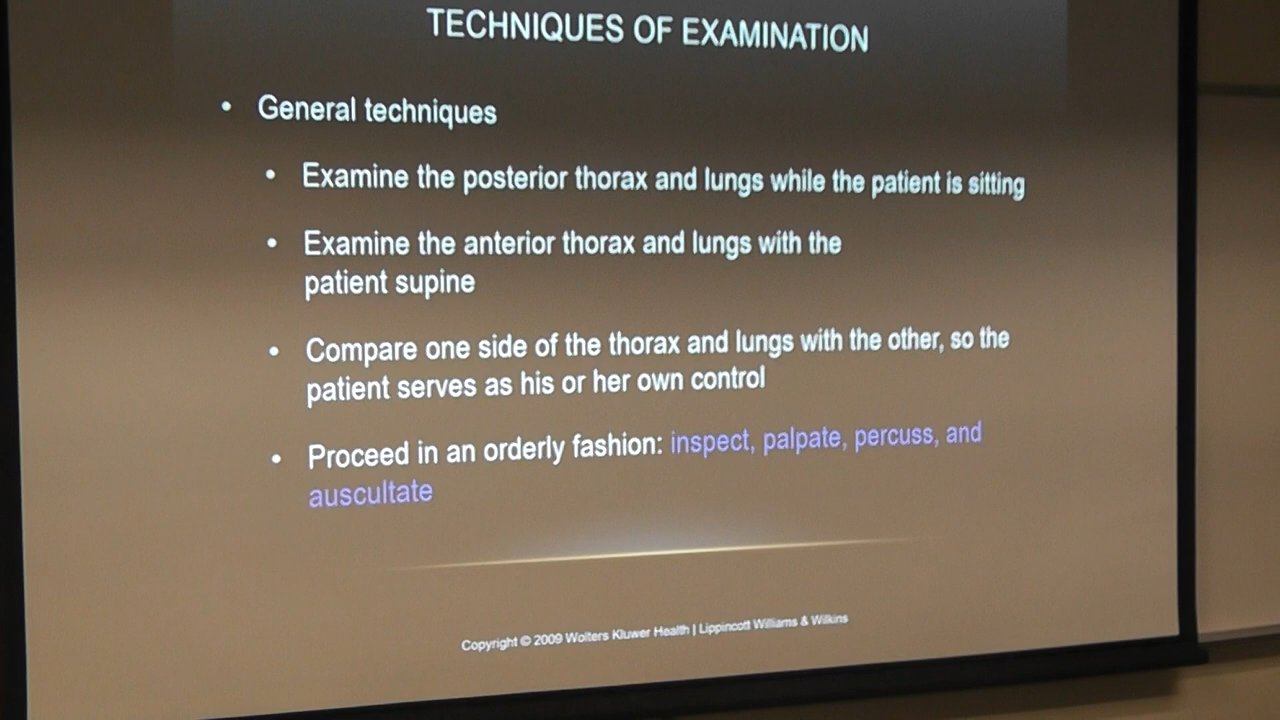 TECHNIQUES OF EXAMINATION
• General techniques
• Examine the posterior thorax and lungs while the patient is sitting
• Examine the anterior thorax and lungs with the
patient supine
• Compare one side of the thorax and lungs with the other, so the
patient serves as his or her own control
• Proceed in an orderly fashion: inspect, palpate, percuss, and
auscultate
Copyright © 2009 Wolters Kluwer Health | Lippincott Williams & Wilkins